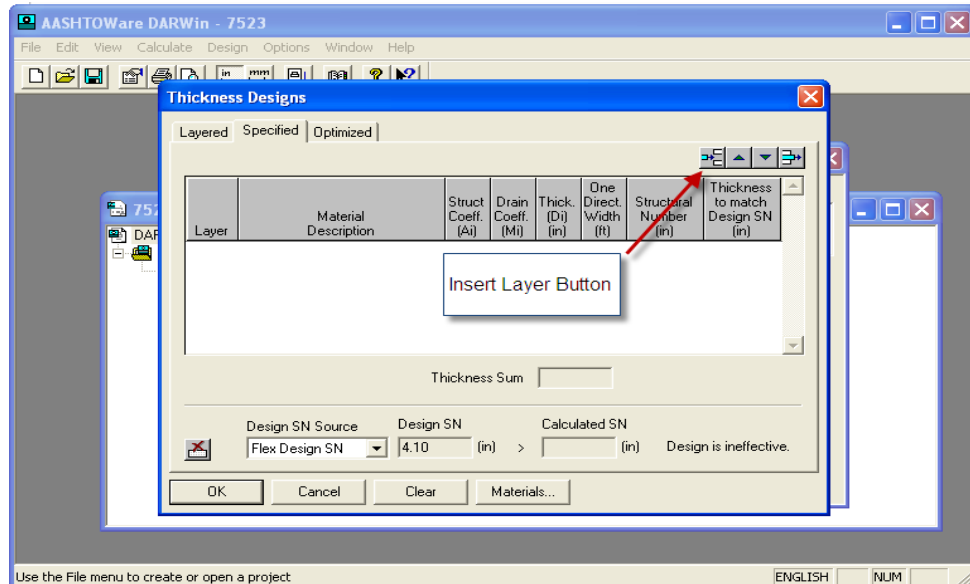 AASHTOWare DARWin - 7523
File Edit View Calculate Design Options Window Help
in mm
Thickness Designs
Layered Specified Optimized
Layer
Material
Description
Struct
Coeff.
(Ai)
Drain
Coeff.
(Mi)
Thick.
(Di)
(in)
One
Direct.
Width
(ft)
Structural
Number
(in)
Thickness
to match
Design SN
(in)
752
DAR
Insert Layer Button
Thickness Sum
Design SN Source Design SN Calculated SN
Flex Design SN 4.10 (in) > (in) Design is ineffective.
OK Cancel Clear Materials...
Use the File menu to create or open a project ENGLISH NUM